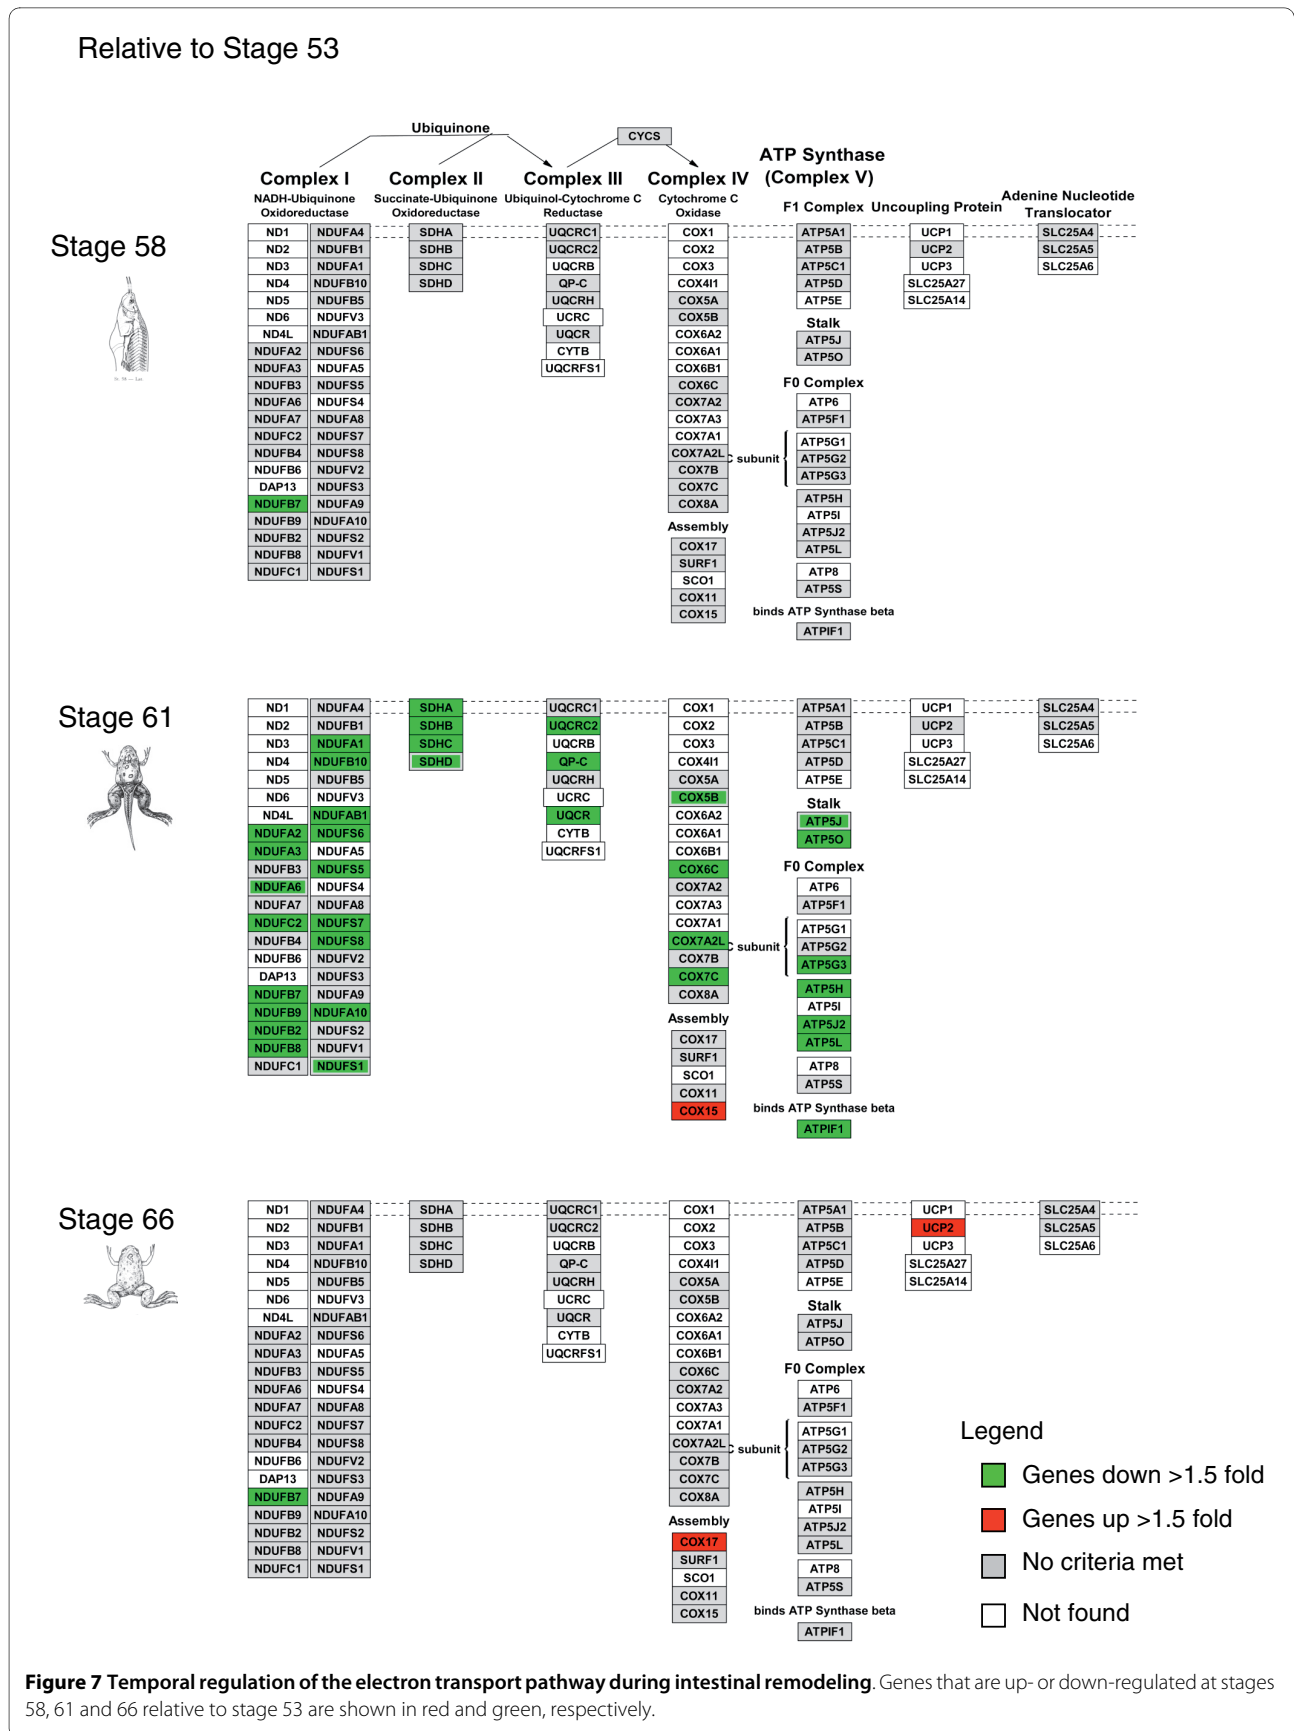 Relative to Stage 53
Ubiquinone
CYCS
Complex I
NADH-Ubiquinone
Oxidoreductase
Complex II
Succinate-Ubiquinone
Oxidoreductase
Complex III
Ubiquinol-Cytochrome C
Reductase
Complex IV
Cytochrome C
Oxidase
ATP Synthase
(Complex V)
F1 Complex
Uncoupling Protein
Adenine Nucleotide
Translocator
Stage 58
ND1 NDUFA4 SDHA UQCRC1 COX1 ATP5A1 UCP1 SLC25A4
ND2 NDUFB1 SDHB UQCRC2 COX2 ATP5B UCP2 SLC25A5
ND3 NDUFA1 SDHC UQCRB COX3 ATP5C1 UCP3 SLC25A6
ND4 NDUFB10 SDHD QP-C COX4I1 ATP5D SLC25A27
ND5 NDUFB5 UQCRH COX5A ATP5E SLC25A14
ND6 NDUFV3 UCRC COX5B Stalk
ND4L NDUFAB1 UQCR COX6A2 ATP5J
NDUFA2 NDUFS6 CYTB COX6A1 ATP5O
NDUFA3 NDUFA5 UQCRFS1 COX6B1
NDUFB3 NDUFS5 COX6C F0 Complex
NDUFA6 NDUFS4 COX7A2 ATP6
NDUFA7 NDUFA8 COX7A3 ATP5F1
NDUFC2 NDUFS7 COX7A1 ATP5G1
NDUFB4 NDUFS8 COX7A2L C subunit ATP5G2
NDUFB6 NDUFV2 COX7B ATP5G3
DAP13 NDUFS3 COX7C
NDUFB7 NDUFA9 COX8A ATP5H
NDUFB9 NDUFA10 Assembly ATP5I
NDUFB2 NDUFS2 COX17 ATP5J2
NDUFB8 NDUFV1 SURF1 ATP5L
NDUFC1 NDUFS1 SCO1 ATP8
COX11 ATP5S
COX15 binds ATP Synthase beta
ATPIF1
Stage 61
ND1 NDUFA4 SDHA UQCRC1 COX1 ATP5A1 UCP1 SLC25A4
ND2 NDUFB1 SDHB UQCRC2 COX2 ATP5B UCP2 SLC25A5
ND3 NDUFA1 SDHC UQCRB COX3 ATP5C1 UCP3 SLC25A6
ND4 NDUFB10 SDHD QP-C COX4I1 ATP5D SLC25A27
ND5 NDUFB5 UQCRH COX5A ATP5E SLC25A14
ND6 NDUFV3 UCRC COX5B Stalk
ND4L NDUFAB1 UQCR COX6A2 ATP5J
NDUFA2 NDUFS6 CYTB COX6A1 ATP5O
NDUFA3 NDUFA5 UQCRFS1 COX6B1
NDUFB3 NDUFS5 COX6C F0 Complex
NDUFA6 NDUFS4 COX7A2 ATP6
NDUFA7 NDUFA8 COX7A3 ATP5F1
NDUFC2 NDUFS7 COX7A1 ATP5G1
NDUFB4 NDUFS8 COX7A2L C subunit ATP5G2
NDUFB6 NDUFV2 COX7B ATP5G3
DAP13 NDUFS3 COX7C
NDUFB7 NDUFA9 COX8A ATP5H
NDUFB9 NDUFA10 Assembly ATP5I
NDUFB2 NDUFS2 COX17 ATP5J2
NDUFB8 NDUFV1 SURF1 ATP5L
NDUFC1 NDUFS1 SCO1 ATP8
COX11 ATP5S
COX15 binds ATP Synthase beta
ATPIF1
Stage 66
ND1 NDUFA4 SDHA UQCRC1 COX1 ATP5A1 UCP1 SLC25A4
ND2 NDUFB1 SDHB UQCRC2 COX2 ATP5B UCP2 SLC25A5
ND3 NDUFA1 SDHC UQCRB COX3 ATP5C1 UCP3 SLC25A6
ND4 NDUFB10 SDHD QP-C COX4I1 ATP5D SLC25A27
ND5 NDUFB5 UQCRH COX5A ATP5E SLC25A14
ND6 NDUFV3 UCRC COX5B Stalk
ND4L NDUFAB1 UQCR COX6A2 ATP5J
NDUFA2 NDUFS6 CYTB COX6A1 ATP5O
NDUFA3 NDUFA5 UQCRFS1 COX6B1
NDUFB3 NDUFS5 COX6C F0 Complex
NDUFA6 NDUFS4 COX7A2 ATP6
NDUFA7 NDUFA8 COX7A3 ATP5F1
NDUFC2 NDUFS7 COX7A1 ATP5G1
NDUFB4 NDUFS8 COX7A2L C subunit ATP5G2
NDUFB6 NDUFV2 COX7B ATP5G3
DAP13 NDUFS3 COX7C
NDUFB7 NDUFA9 COX8A ATP5H
NDUFB9 NDUFA10 Assembly ATP5I
NDUFB2 NDUFS2 COX17 ATP5J2
NDUFB8 NDUFV1 SURF1 ATP5L
NDUFC1 NDUFS1 SCO1 ATP8
COX11 ATP5S
COX15 binds ATP Synthase beta
ATPIF1
Legend
Genes down >1.5 fold
Genes up >1.5 fold
No criteria met
Not found
Figure 7 Temporal regulation of the electron transport pathway during intestinal remodeling. Genes that are up- or down-regulated at stages
58, 61 and 66 relative to stage 53 are shown in red and green, respectively.